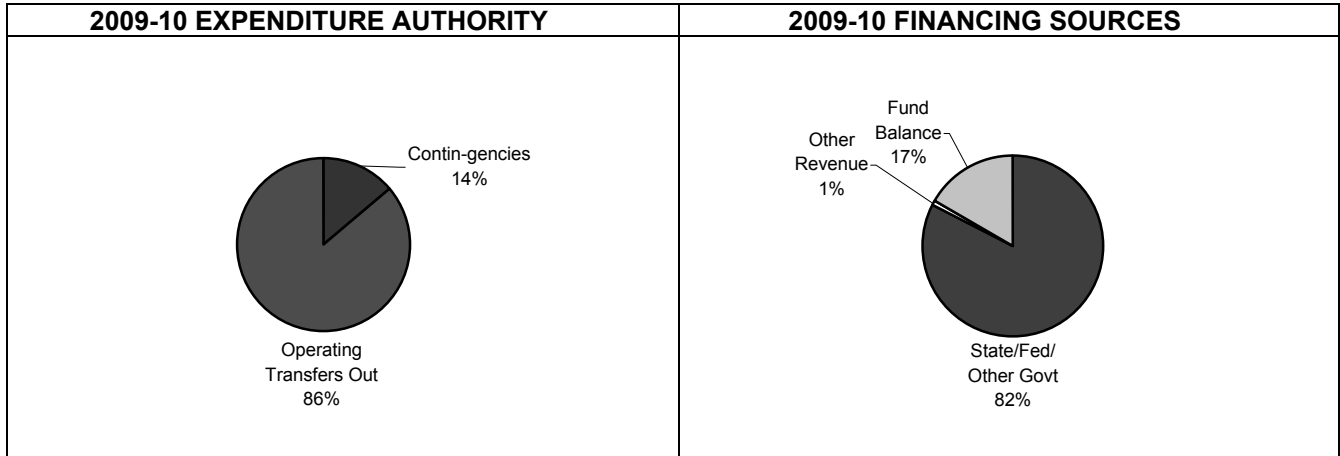 2009-10 EXPENDITURE AUTHORITY
Contin-gencies
14%
Operating
Transfers Out
86%
2009-10 FINANCING SOURCES
Fund
Balance
17%
Other
Revenue
1%
State/Fed/
Other Govt
82%